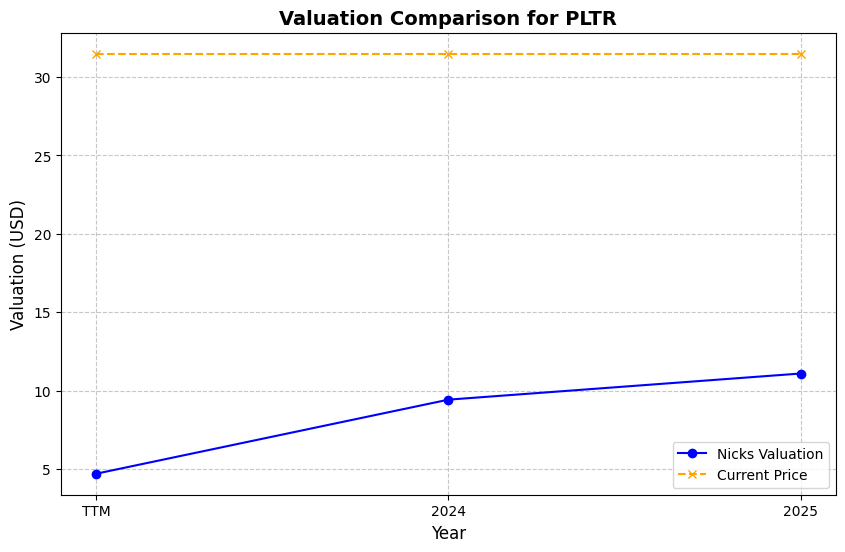 Valuation Comparison for PLTR
Valuation (USD)
30
25
20
15
10
5
TTM
2024
2025
Year
Nicks Valuation
Current Price